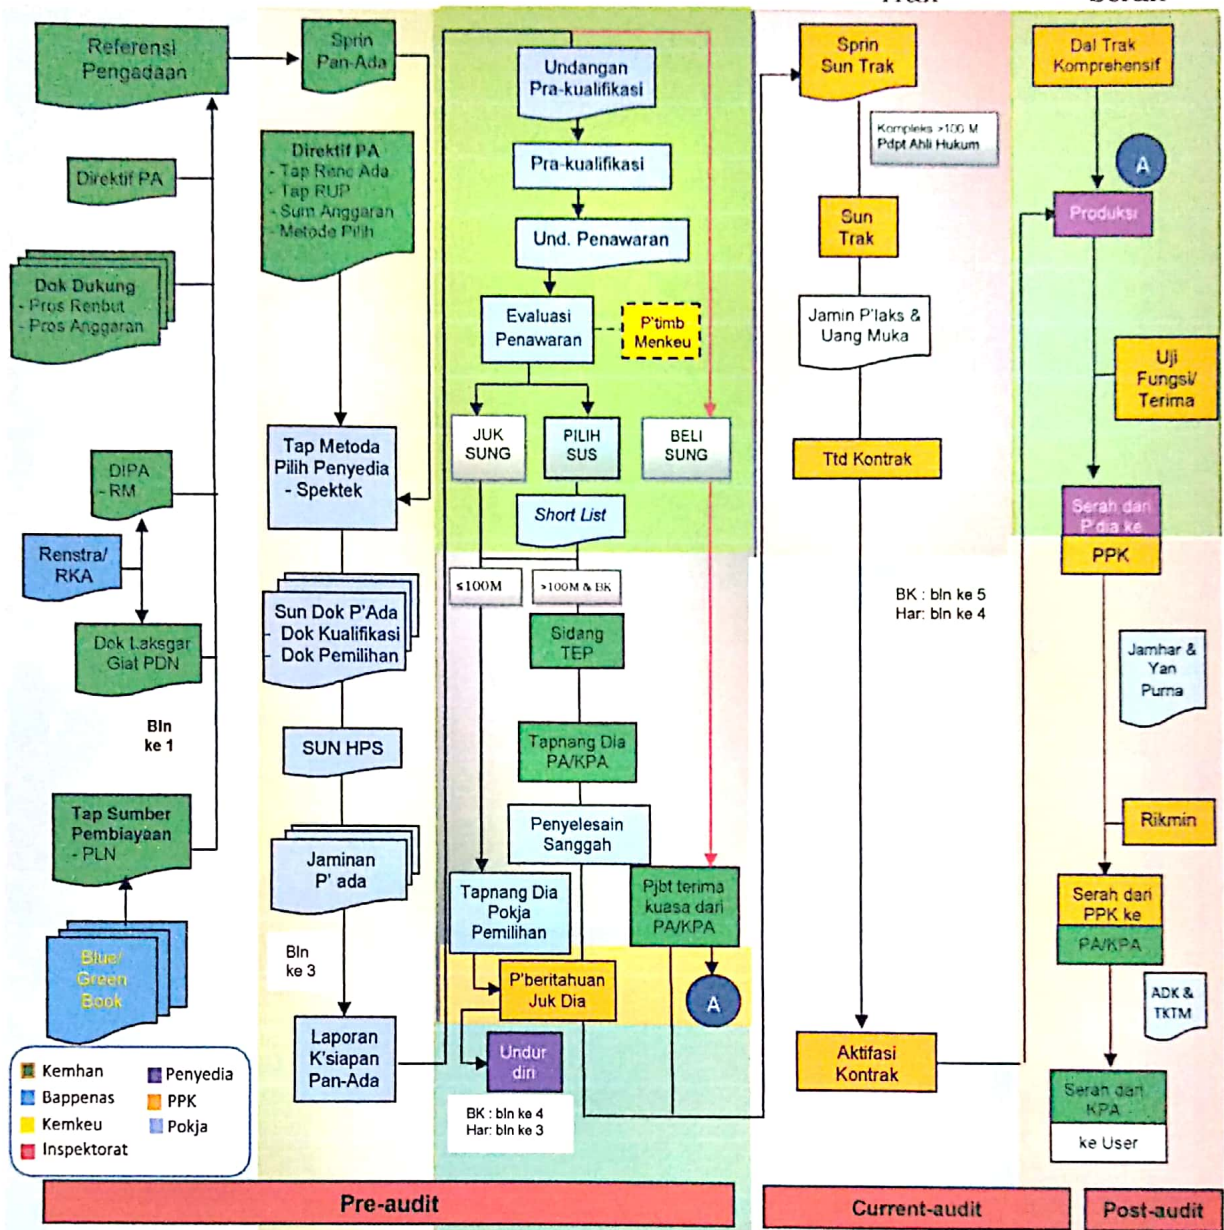 Referensi
Pengadaan
Direktif PA
Dok Dukung
- Pros Renbut
- Pros Anggaran
DIPA
- RM
Renstra/
RKA
Dok Laksgar
Giat PDN
Bln
ke 1
Tap Sumber
Pembiayaan
- PLN
Blue/
Green
Book
Kemhan
Bappenas
Kemkeu
Inspektorat
Penyedia
PPK
Pokja
Sprin
Pan-Ada
Direktif PA
- Tap Renc Ada
- Tap RUP
- Sum Anggaran
- Metode Pilih
Tap Metoda
Pilih Penyedia
- Spektek
Sun Dok P'Ada
- Dok Kualifikasi
- Dok Pemilihan
SUN HPS
Jaminan
P' ada
Bln
ke 3
Laporan
K'siapan
Pan-Ada
Undangan
Pra-kualifikasi
Pra-kualifikasi
Und. Penawaran
Evaluasi
Penawaran
P'timb
Menkeu
JUK
SUNG
PILIH
SUS
BELI
SUNG
Short List
≤100M
>100M & BK
Sidang
TEP
Tapnang Dia
PA/KPA
Penyelesain
Sanggah
Tapnang Dia
Pokja
Pemilihan
Pjbt terima
kuasa dari
PA/KPA
P'beritahuan
Juk Dia
A
Undur
diri
BK : bln ke 4
Har: bln ke 3
Sprin
Sun Trak
Kompleks >100 M
Pdpt Ahli Hukum
Sun
Trak
Jamin P'laks &
Uang Muka
Ttd Kontrak
BK : bln ke 5
Har: bln ke 4
Aktifasi
Kontrak
Dal Trak
Komprehensif
A
Produksi
Uji
Fungsi/
Terima
Serah dari
P'dia ke
PPK
Jamhar &
Yan
Purna
Rikmin
Serah dari
PPK ke
PA/KPA
ADK &
TKTM
Serah dari
KPA
ke User
Pre-audit
Current-audit
Post-audit